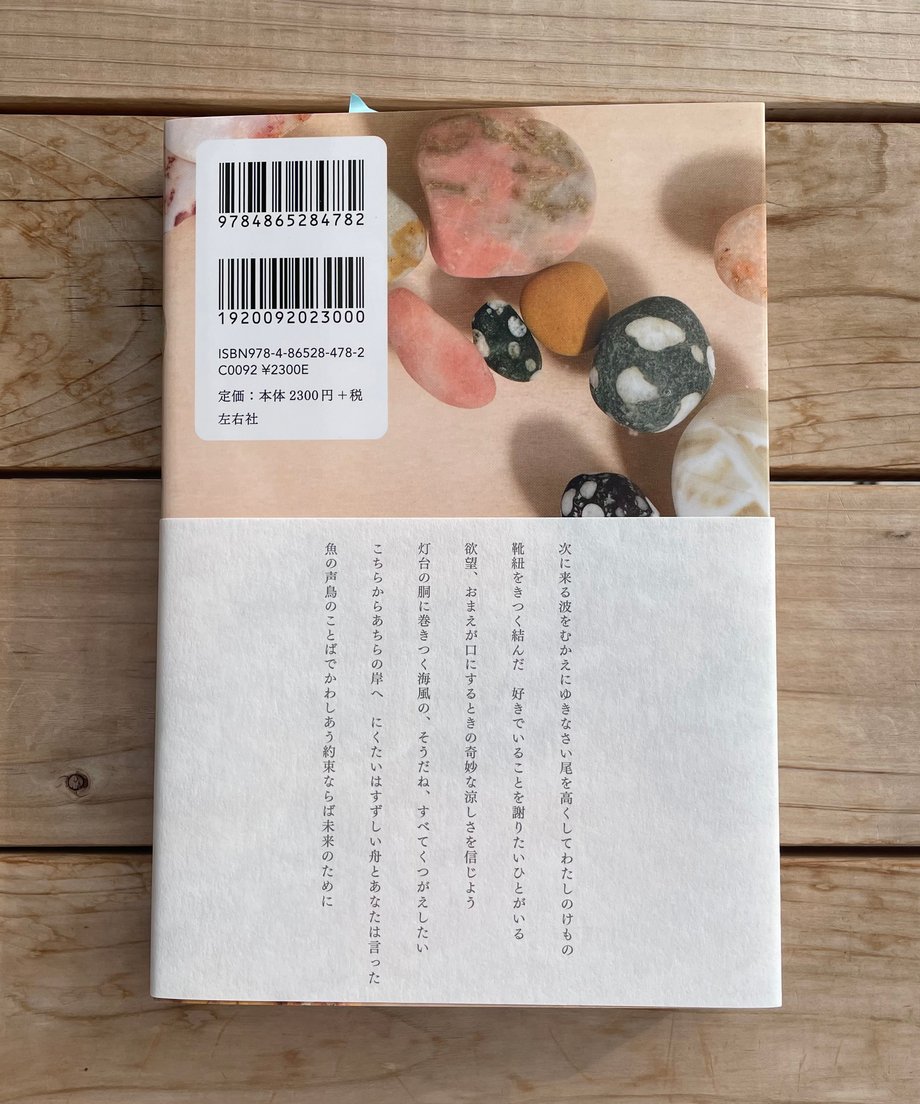 9784865284782
1920092023000
ISBN978-4-86528-478-2
C0092 ¥2300E
定価：本体2300円＋税
左右社
次に来る波をむかえにゆきなさい尾を高くしてわたしのけもの
靴紐をきつく結んだ　好きでいることを謝りたいひとがいる
欲望、おまえが口にするときの奇妙な涼しさを信じよう
灯台の胴に巻きつく海風の、そうだね、すべてくつがえしたい
こちらからあちらの岸へ　にくたいはすずしい舟とあなたは言った
魚の声鳥のことばでかわしあう約束ならば未来のために